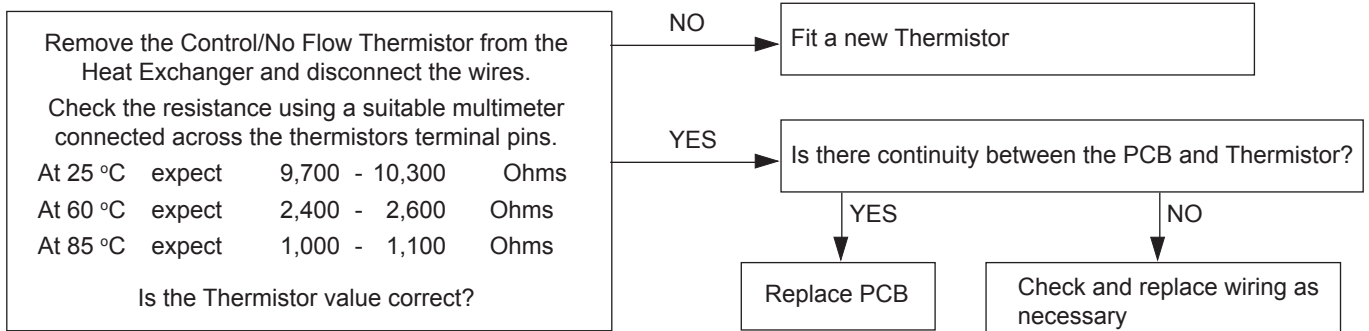 Remove the Control/No Flow Thermistor from the
Heat Exchanger and disconnect the wires.
Check the resistance using a suitable multimeter
connected across the thermistors terminal pins.
At 25 °C expect 9,700 - 10,300 Ohms
At 60 °C expect 2,400 - 2,600 Ohms
At 85 °C expect 1,000 - 1,100 Ohms
Is the Thermistor value correct?
NO
Fit a new Thermistor
YES
Is there continuity between the PCB and Thermistor?
YES
NO
Replace PCB
Check and replace wiring as
necessary